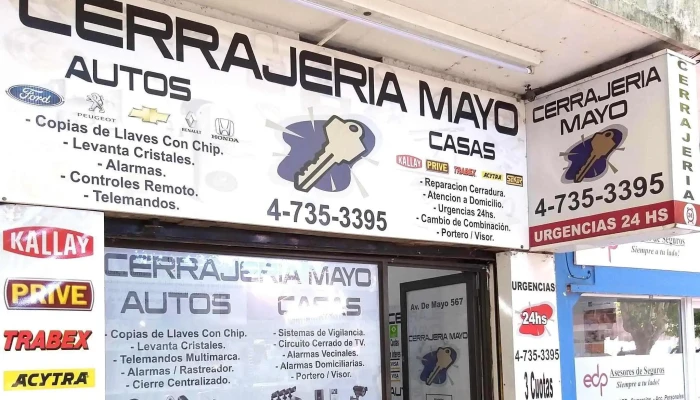 CERRAJERIA MAYO
AUTOS
Ford
PEUGEOT
CHEVROLET
RENAULT
HONDA
- Copias de Llaves Con Chip.
- Levanta Cristales.
- Alarmas.
- Controles Remoto.
- Telemandos.
4-735-3395
CASAS
KALLAY
PRIVE
TRABEX
ACYTRA
- Reparacion Cerradura.
- Atencion a Domicilio.
- Urgencias 24hs.
- Cambio de Combinación.
- Portero / Visor.
CERRAJERIA
MAYO
4-735-3395
URGENCIAS 24 HS
CERRAJERIA
KALLAY
PRIVE
TRABEX
ACYTRA
CERRAJERIA MAYO
AUTOS
- Copias de Llaves Con Chip.
- Levanta Cristales.
- Telemandos Multimarca.
- Alarmas / Rastreador.
- Cierre Centralizado.
CASAS
- Sistemas de Vigilancia.
- Circuito Cerrado de TV.
- Alarmas Vecinales.
- Alarmas Domiciliarias.
- Portero / Visor.
Av. De Mayo 567
CERRAJERIA
MAYO
URGENCIAS
24hs
4-735-3395
3 Cuotas
Asesores de Seguros
Siempre a tu lado!
edp
Asesores de Seguros
Siempre a tu lado!